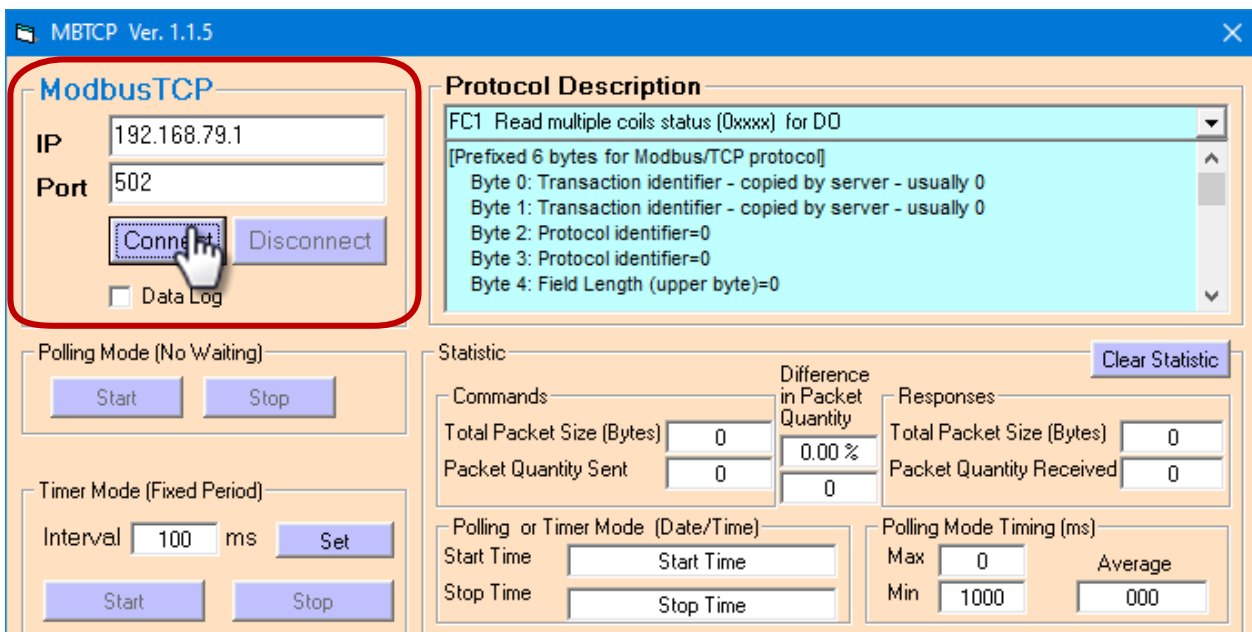 MBTCP Ver. 1.1.5
ModbusTCP
IP 192.168.79.1
Port 502
Connect Disconnect
Data Log
Protocol Description
FC1 Read multiple coils status (0xxxx) for DO
[Prefixed 6 bytes for Modbus/TCP protocol]
Byte 0: Transaction identifier - copied by server - usually 0
Byte 1: Transaction identifier - copied by server - usually 0
Byte 2: Protocol identifier=0
Byte 3: Protocol identifier=0
Byte 4: Field Length (upper byte)=0
Polling Mode (No Waiting)
Start Stop
Timer Mode (Fixed Period)
Interval 100 ms Set
Start Stop
Statistic
Clear Statistic
Commands
Total Packet Size (Bytes) 0
Packet Quantity Sent 0
Difference
in Packet
Quantity
0.00 %
0
Responses
Total Packet Size (Bytes) 0
Packet Quantity Received 0
Polling or Timer Mode (Date/Time)
Start Time Start Time
Stop Time Stop Time
Polling Mode Timing (ms)
Max 0
Min 1000
Average
000